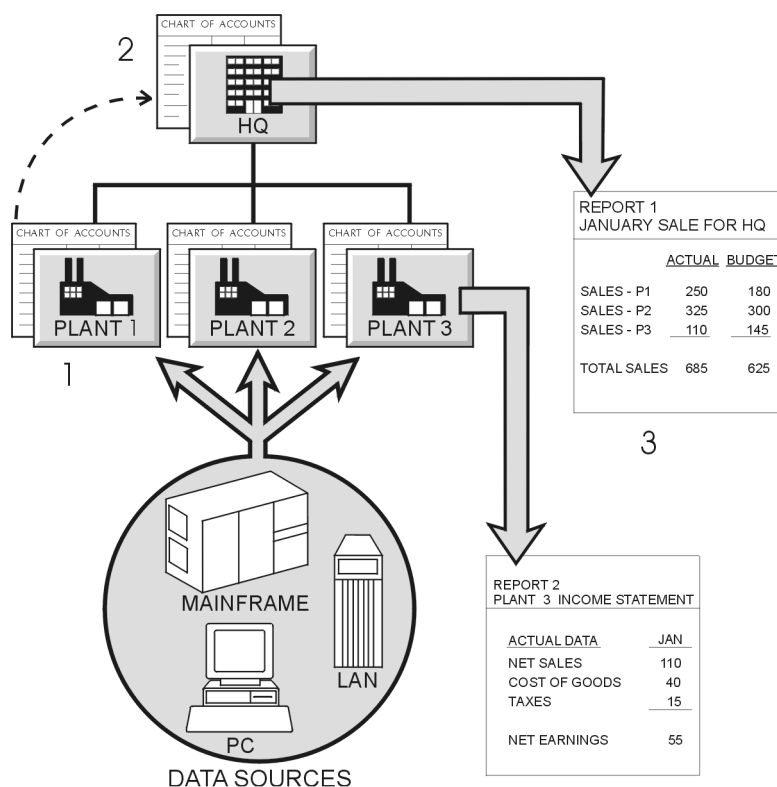 CHART OF ACCOUNTS
2
HQ
CHART OF ACCOUNTS
CHART OF ACCOUNTS
CHART OF ACCOUNTS
PLANT 1
PLANT 2
PLANT 3
1
REPORT 1
JANUARY SALE FOR HQ
ACTUAL BUDGET
SALES - P1 250 180
SALES - P2 325 300
SALES - P3 110 145
TOTAL SALES 685 625
3
MAINFRAME
LAN
PC
DATA SOURCES
REPORT 2
PLANT 3 INCOME STATEMENT
ACTUAL DATA JAN
NET SALES 110
COST OF GOODS 40
TAXES 15
NET EARNINGS 55